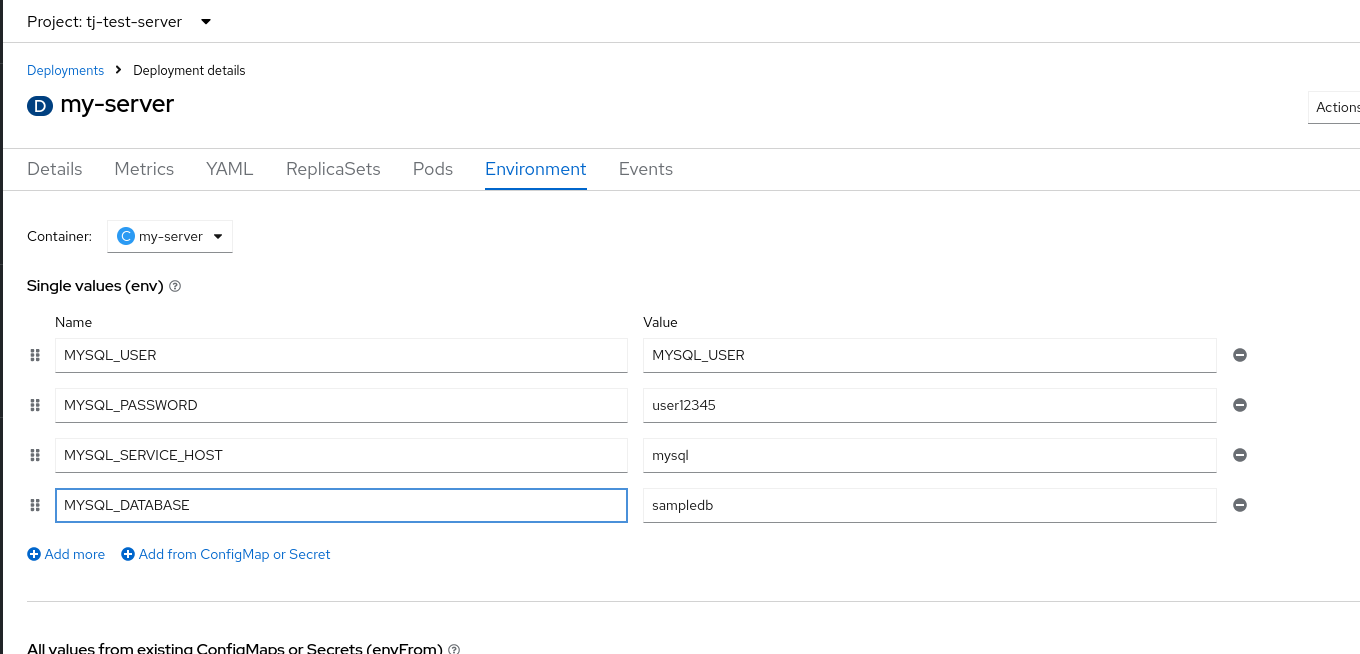 Project: tj-test-server
Deployments Deployment details
D my-server
Actions
Details Metrics YAML ReplicaSets Pods Environment Events
Container: C my-server
Single values (env) ?
Name Value
MYSQL_USER MYSQL_USER
MYSQL_PASSWORD user12345
MYSQL_SERVICE_HOST mysql
MYSQL_DATABASE sampledb
Add more Add from ConfigMap or Secret
All values from existing ConfigMaps or Secrets (envFrom) ?